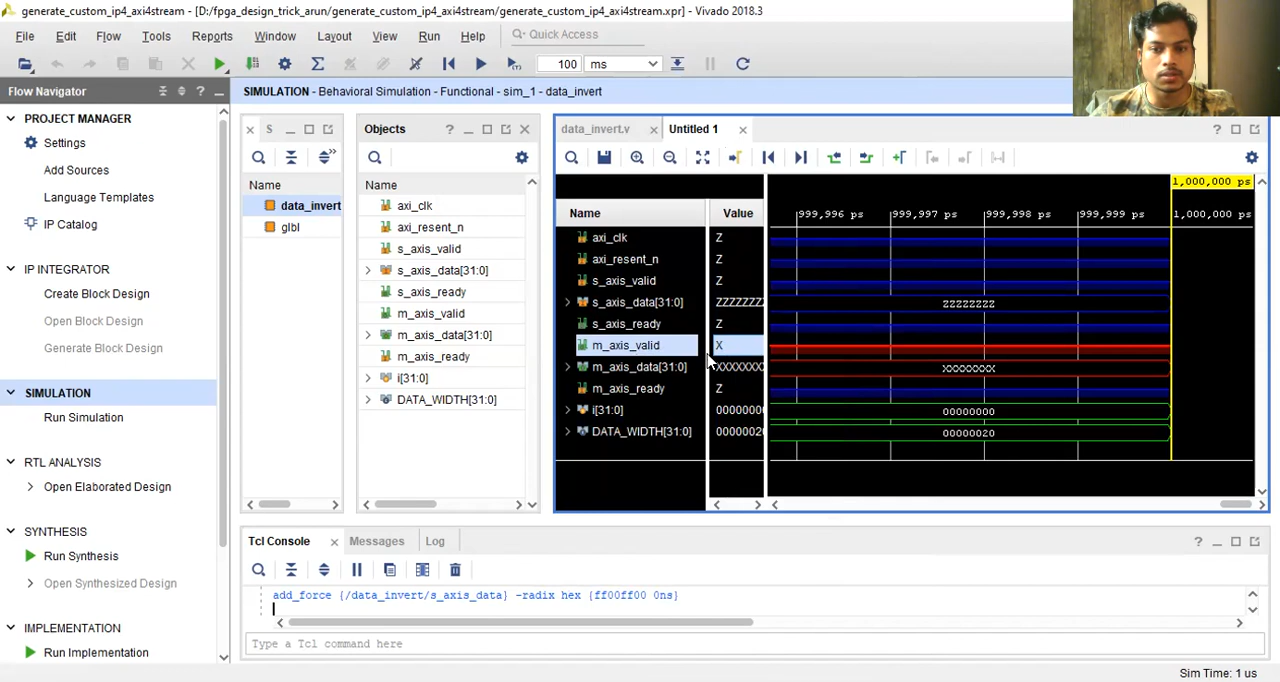 generate_custom_ip4_axi4stream - [D:/fpga_design_trick_arun/generate_custom_ip4_axi4stream/generate_custom_ip4_axi4stream.xpr] - Vivado 2018.3
File Edit Flow Tools Reports Window Layout View Run Help Quick Access
100 ms
Flow Navigator
SIMULATION - Behavioral Simulation - Functional - sim_1 - data_invert
PROJECT MANAGER
Settings
Add Sources
Language Templates
IP Catalog
IP INTEGRATOR
Create Block Design
Open Block Design
Generate Block Design
SIMULATION
Run Simulation
RTL ANALYSIS
Open Elaborated Design
SYNTHESIS
Run Synthesis
Open Synthesized Design
IMPLEMENTATION
Run Implementation
S
Name
data_invert
glbl
Objects
Name
axi_clk
axi_resent_n
s_axis_valid
s_axis_data[31:0]
s_axis_ready
m_axis_valid
m_axis_data[31:0]
m_axis_ready
i[31:0]
DATA_WIDTH[31:0]
data_invert.v Untitled 1
1,000,000 ps
Name Value 999,996 ps 999,997 ps 999,998 ps 999,999 ps 1,000,000 ps
axi_clk Z
axi_resent_n Z
s_axis_valid Z
s_axis_data[31:0] ZZZZZZZZ ZZZZZZZZ
s_axis_ready Z
m_axis_valid X
m_axis_data[31:0] XXXXXXXX XXXXXXXX
m_axis_ready Z
i[31:0] 0000000 00000000
DATA_WIDTH[31:0] 0000002 00000020
Tcl Console Messages Log
add_force {/data_invert/s_axis_data} -radix hex {ff00ff00 0ns}
Type a Tcl command here
Sim Time: 1 us